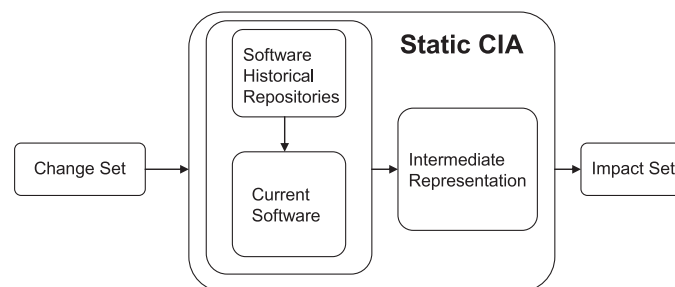 Static CIA
Software
Historical
Repositories
Change Set
Current
Software
Intermediate
Representation
Impact Set